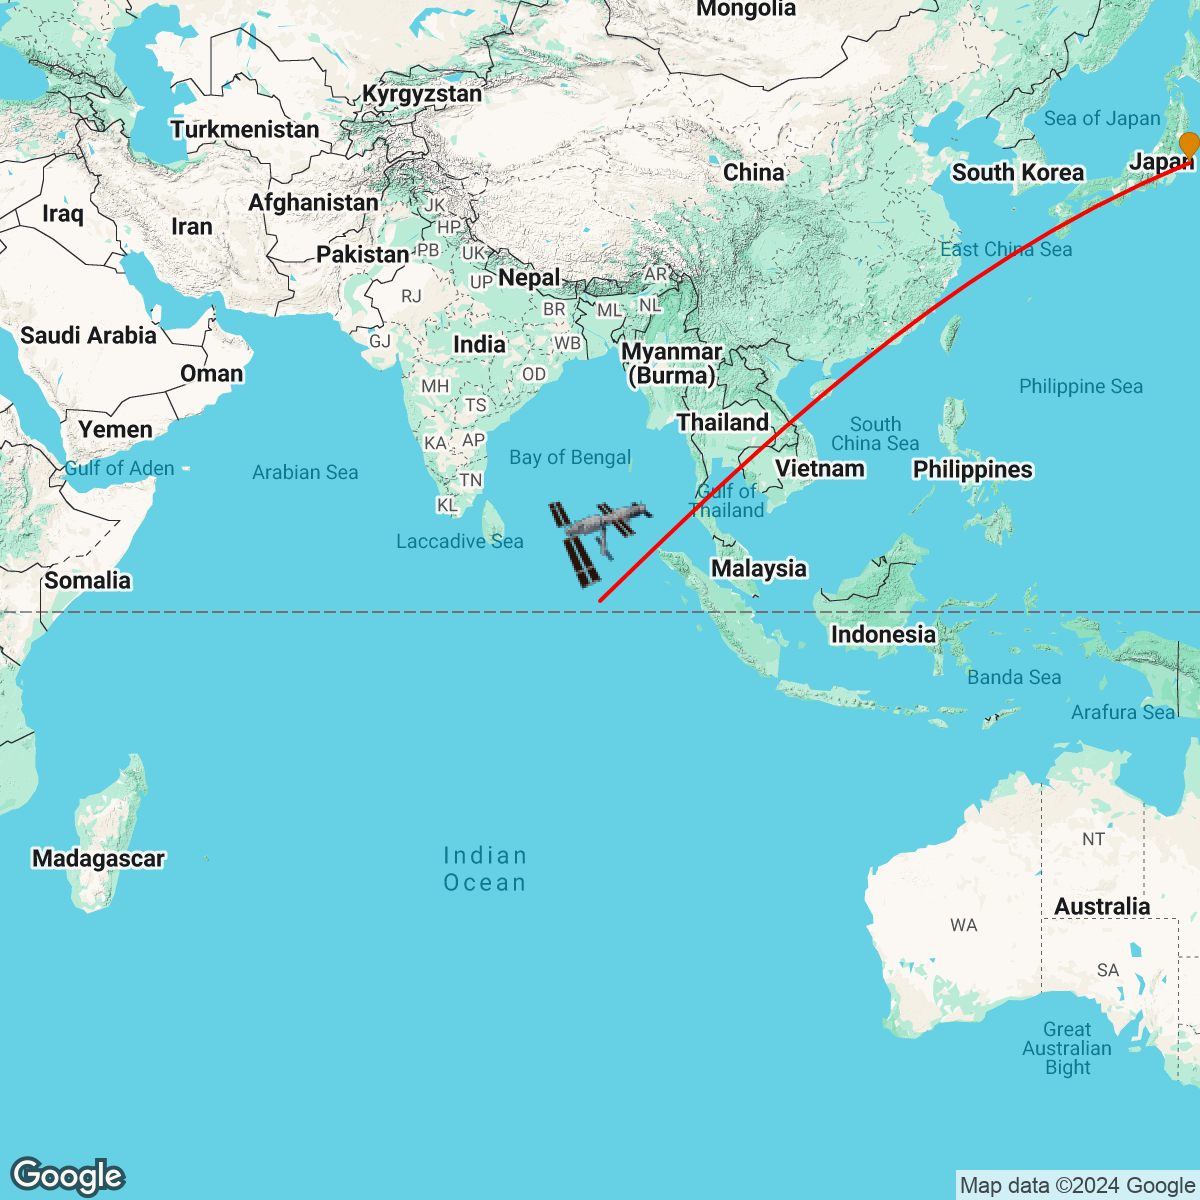 Mongolia
Kyrgyzstan
Turkmenistan
Sea of Japan
Japan
China
South Korea
Afghanistan
JK
Iraq
Iran
HP
Pakistan
PB
UK
East China Sea
Nepal
AR
UP
RJ
BR
ML
NL
Saudi Arabia
GJ
India
WB
Myanmar
(Burma)
Oman
OD
MH
Philippine Sea
TS
Yemen
Thailand
South
China Sea
KA
AP
Bay of Bengal
Gulf of Aden
Arabian Sea
Vietnam
Philippines
TN
Gulf of
Thailand
KL
Laccadive Sea
Malaysia
Somalia
Indonesia
Banda Sea
Arafura Sea
NT
Madagascar
Indian
Ocean
Australia
WA
SA
Great
Australian
Bight
Google
Map data ©2024 Google